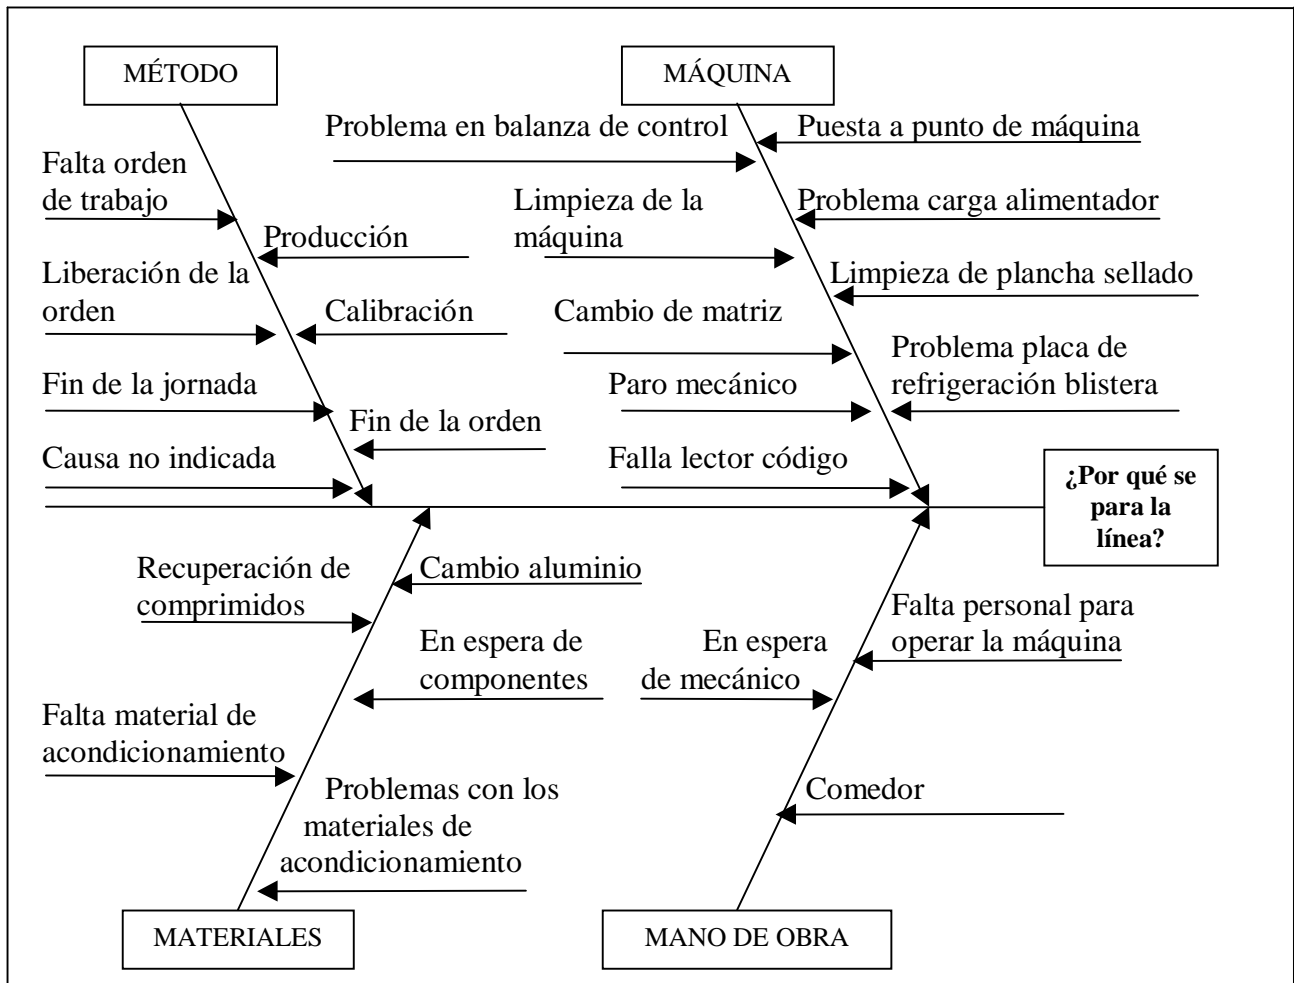 MÉTODO
MÁQUINA
Problema en balanza de control
Puesta a punto de máquina
Falta orden
de trabajo
Limpieza de la
máquina
Problema carga alimentador
Producción
Liberación de la
orden
Limpieza de plancha sellado
Calibración
Cambio de matriz
Problema placa de
refrigeración blistera
Fin de la jornada
Paro mecánico
Fin de la orden
Causa no indicada
Falla lector código
¿Por qué se
para la
línea?
Recuperación de
comprimidos
Cambio aluminio
Falta personal para
operar la máquina
En espera de
componentes
En espera
de mecánico
Falta material de
acondicionamiento
Problemas con los
materiales de
acondicionamiento
Comedor
MATERIALES
MANO DE OBRA